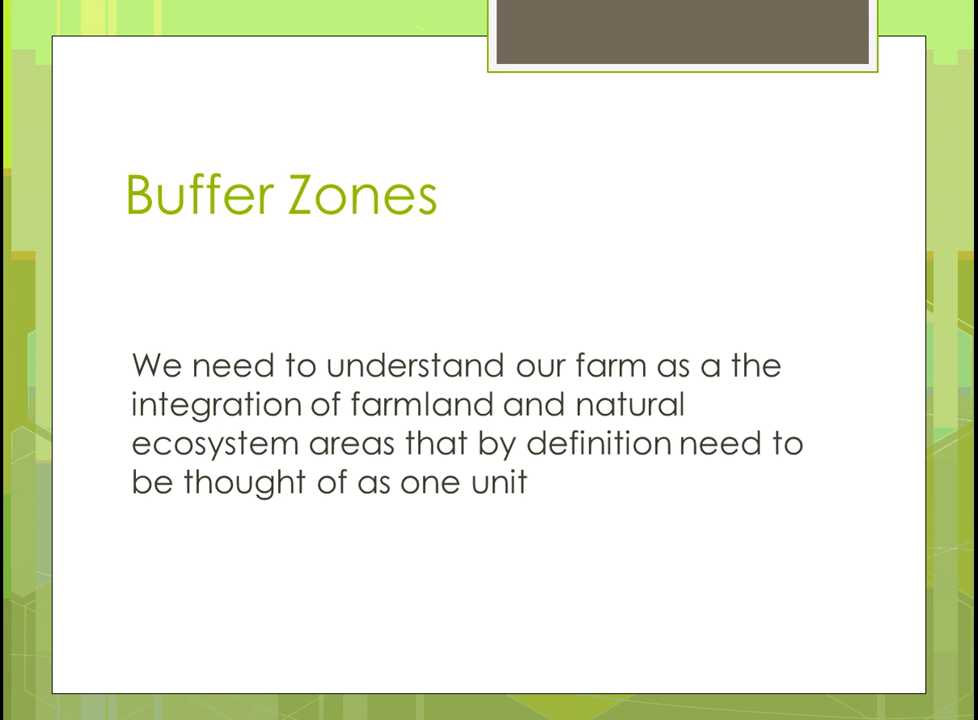 Buffer Zones
We need to understand our farm as a the
integration of farmland and natural
ecosystem areas that by definition need to
be thought of as one unit